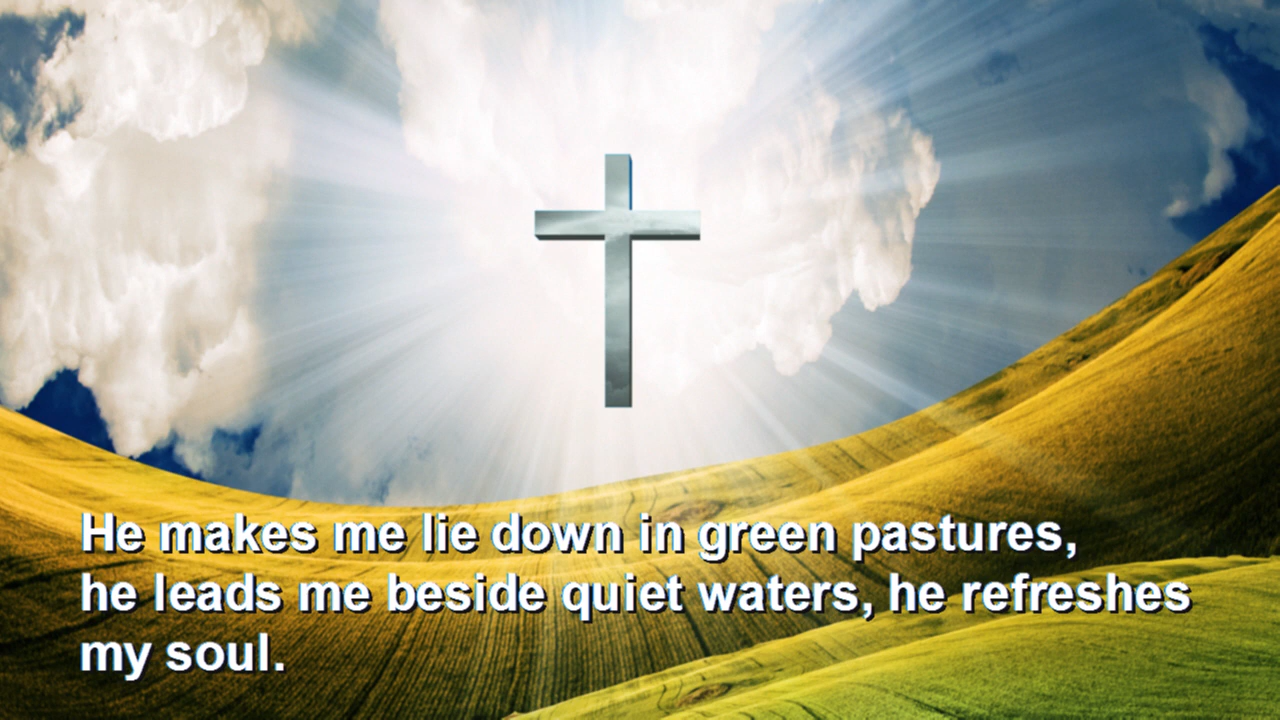 He makes me lie down in green pastures,
he leads me beside quiet waters, he refreshes
my soul.